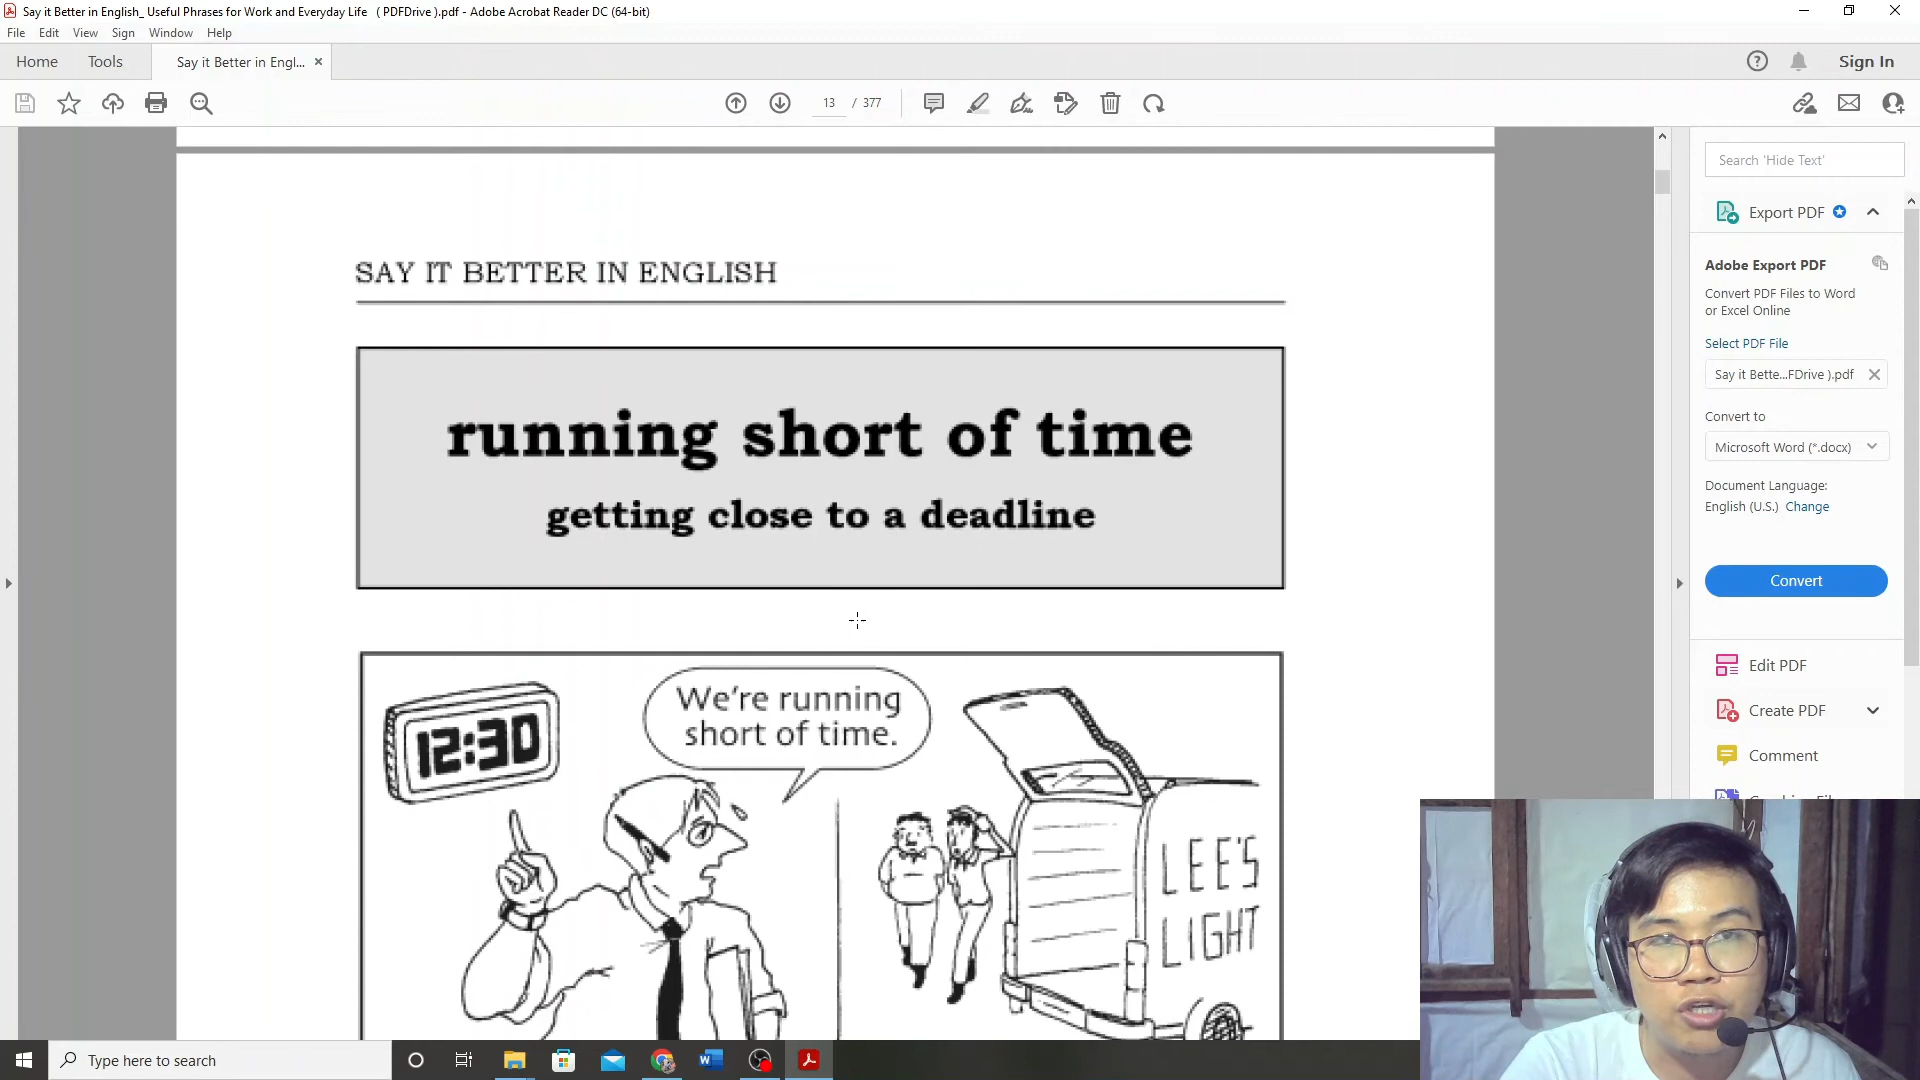 Say it Better in English_ Useful Phrases for Work and Everyday Life ( PDFDrive ).pdf - Adobe Acrobat Reader DC (64-bit)
File Edit View Sign Window Help
Home Tools Say it Better in Engl... Sign In
13 / 377
Search 'Hide Text'
Export PDF
Adobe Export PDF
Convert PDF Files to Word
or Excel Online
Select PDF File
Say it Bette...FDrive ).pdf
Convert to
Microsoft Word (*.docx)
Document Language:
English (U.S.) Change
Convert
Edit PDF
Create PDF
Comment
SAY IT BETTER IN ENGLISH
running short of time
getting close to a deadline
12:30
We're running
short of time.
LEE'S
LIGHT
Type here to search